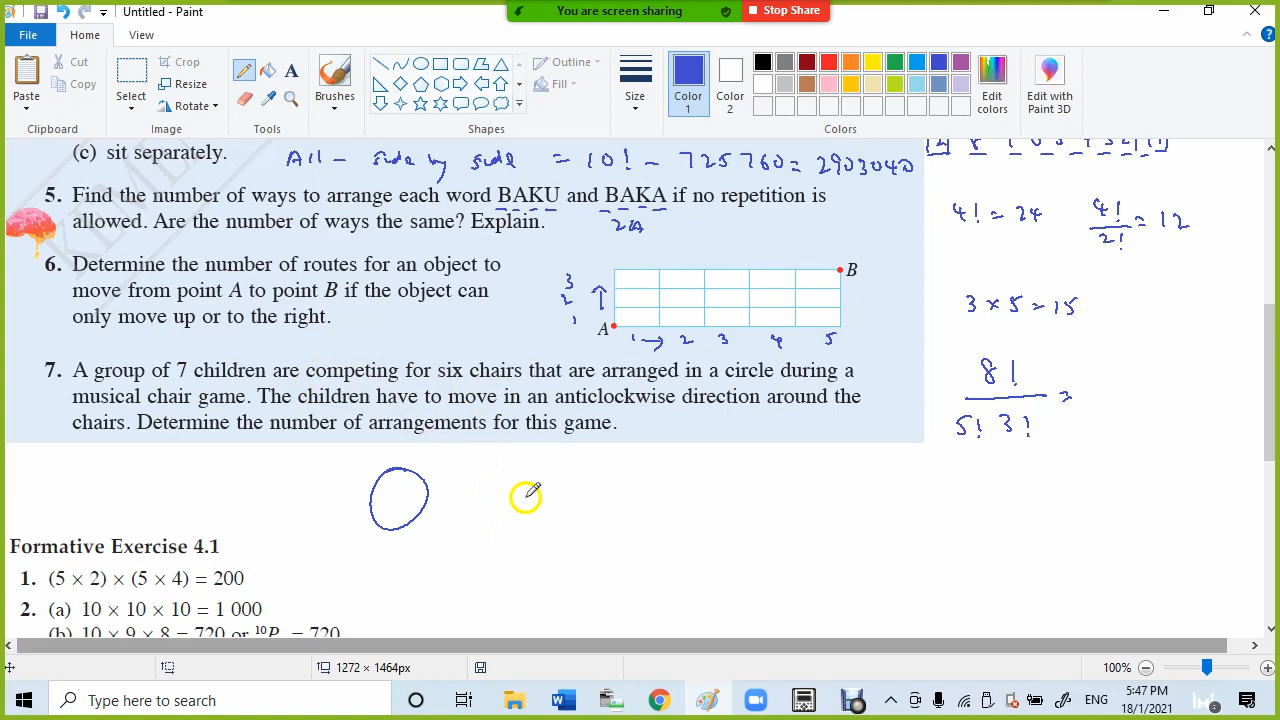 Untitled - Paint
You are screen sharing
Stop Share
File
Home
View
Paste
Cut
Copy
Clipboard
Select
Crop
Resize
Rotate
Image
Tools
Brushes
Shapes
Outline
Fill
Size
Color 1
Color 2
Edit colors
Colors
Edit with Paint 3D
(c) sit separately.
All - side by side = 10! - 725760 = 2903040
5. Find the number of ways to arrange each word BAKU and BAKA if no repetition is
allowed. Are the number of ways the same? Explain.
2A
4! = 24
4!/2! = 12
6. Determine the number of routes for an object to
move from point A to point B if the object can
only move up or to the right.
3
2
1
A
B
1 → 2 3 4 5
3 × 5 = 15
8!
5! 3!
=
7. A group of 7 children are competing for six chairs that are arranged in a circle during a
musical chair game. The children have to move in an anticlockwise direction around the
chairs. Determine the number of arrangements for this game.
Formative Exercise 4.1
1. (5 × 2) × (5 × 4) = 200
2. (a) 10 × 10 × 10 = 1 000
(b) 10 × 9 × 8 = 720 or ¹⁰P = 720
1272 × 1464px
100%
Type here to search
ENG
5:47 PM
18/1/2021